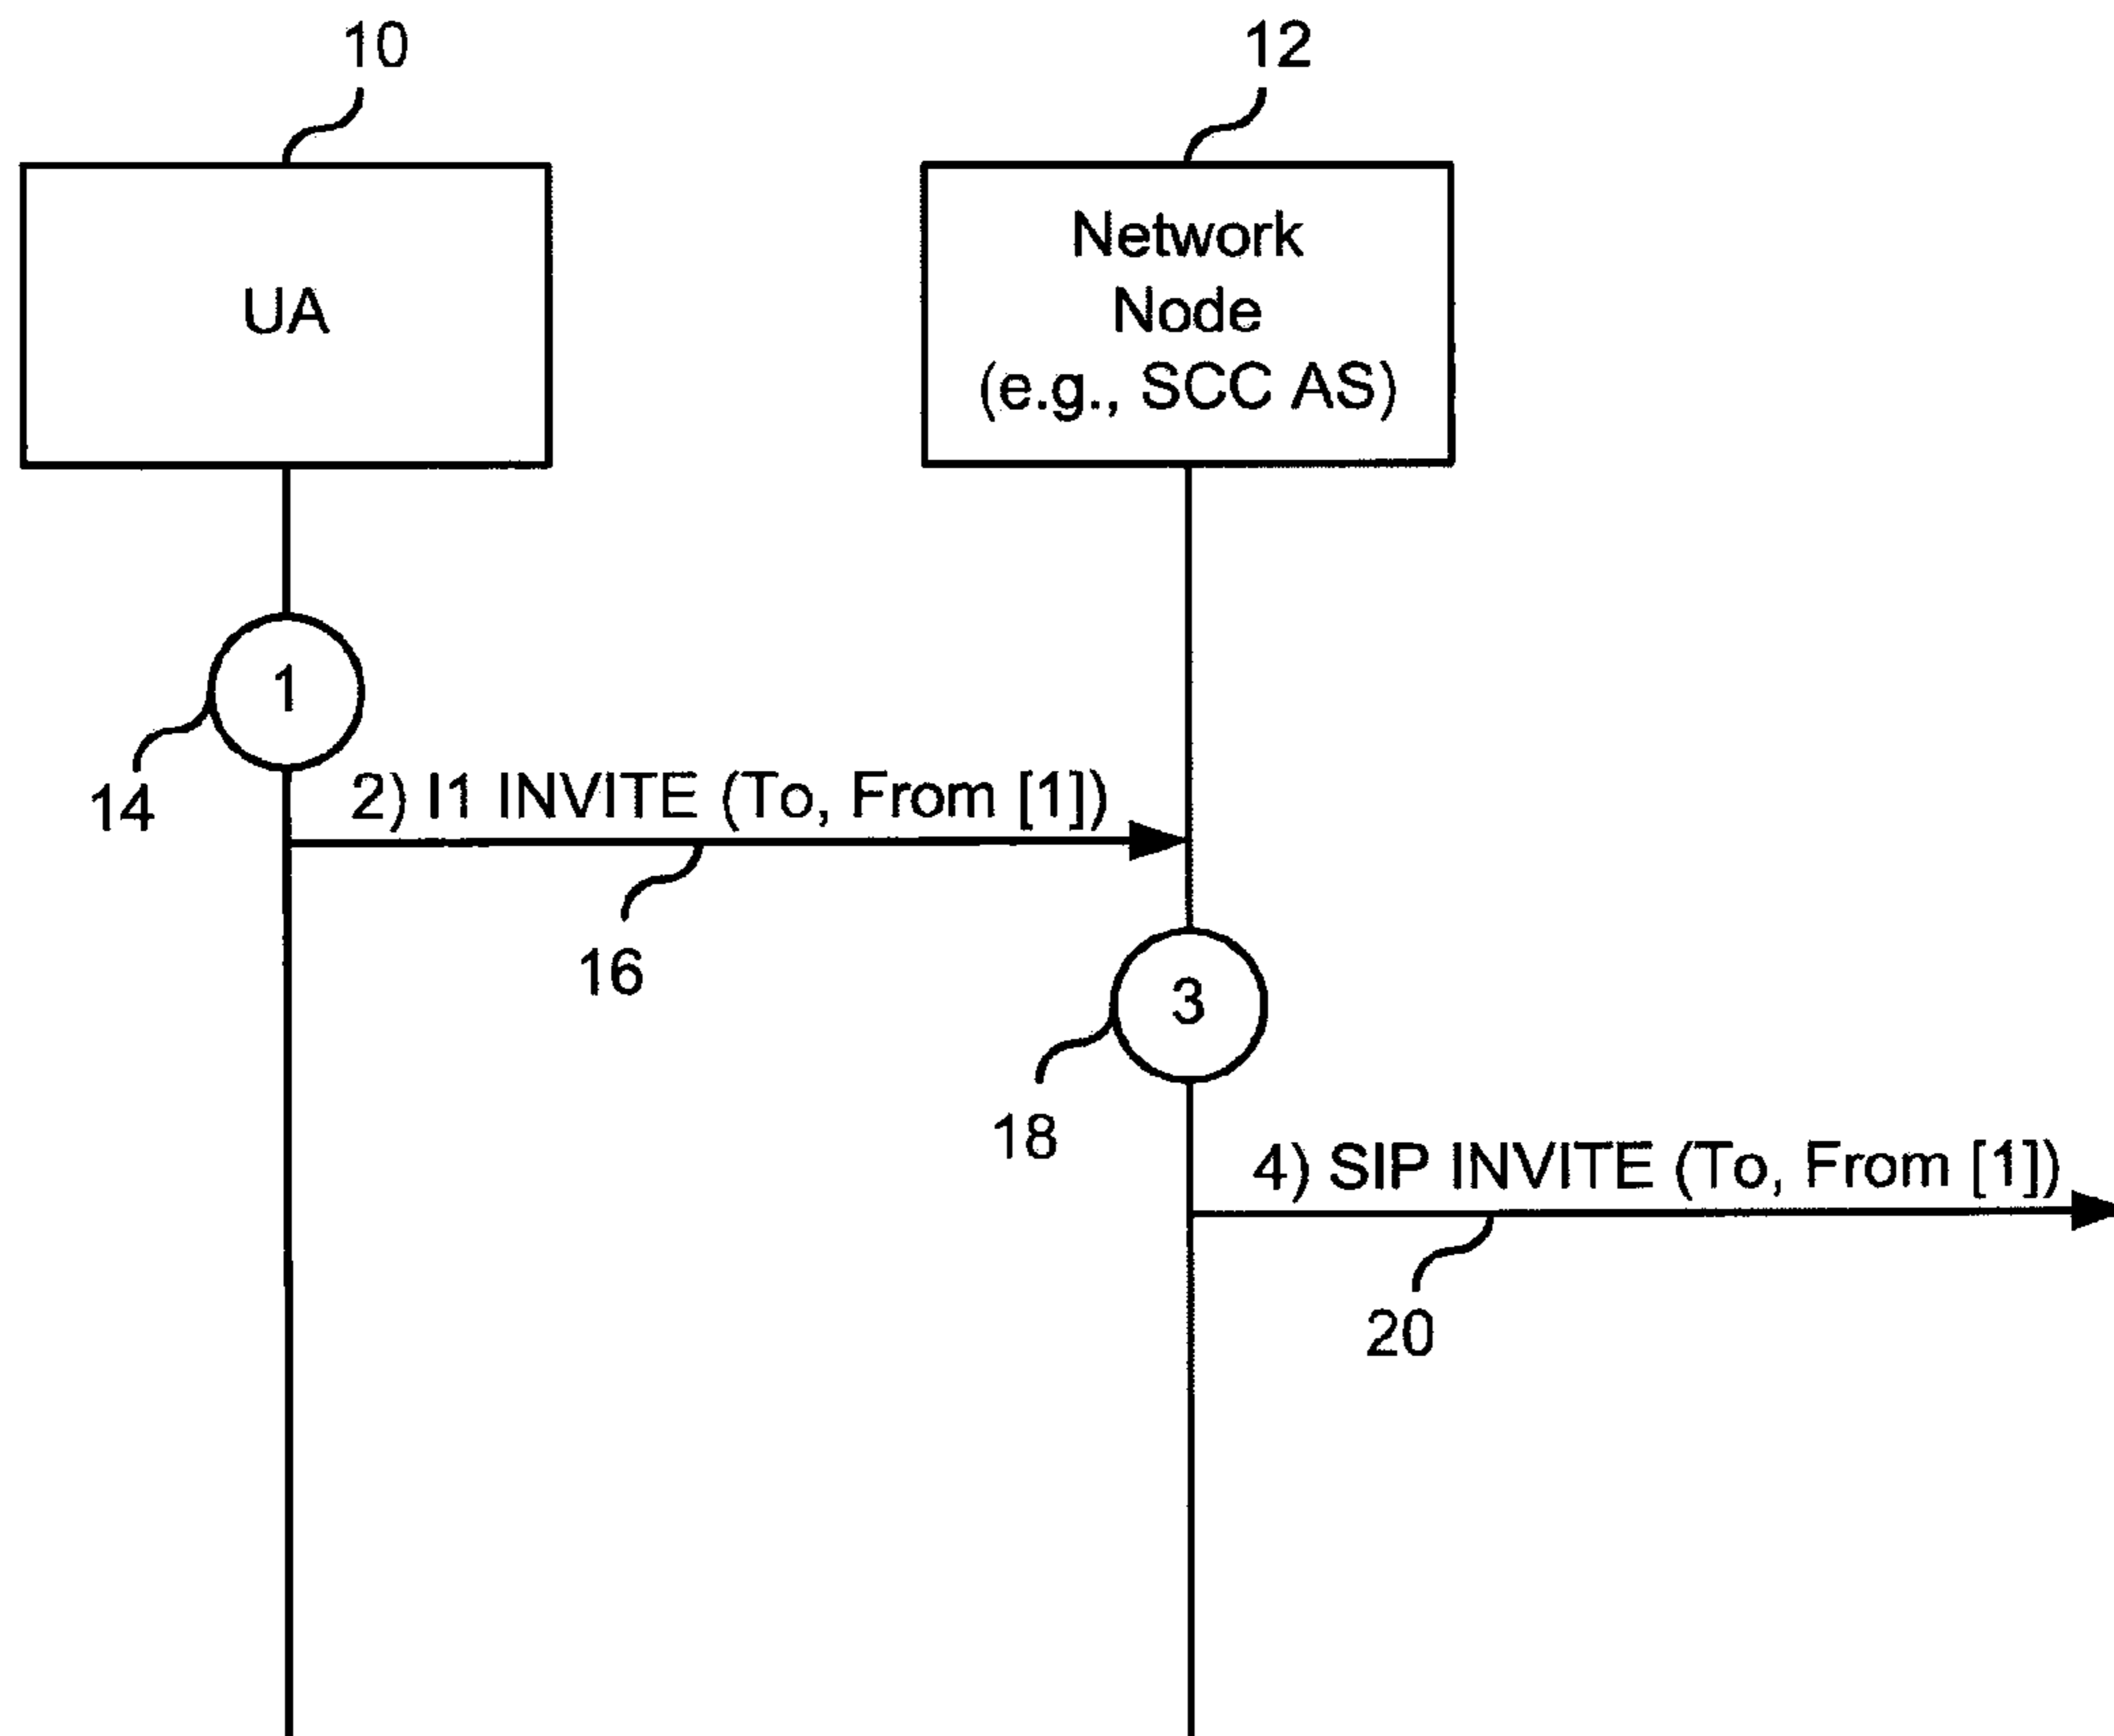 10
12
UA
Network
Node
(e.g., SCC AS)
1
14
2) I1 INVITE (To, From [1])
16
3
18
4) SIP INVITE (To, From [1])
20